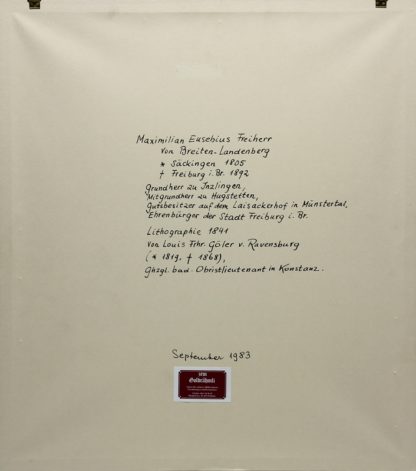 Maximilian Eusebius Freiherr
von Breiten-Landenberg
* Säckingen 1805
† Freiburg i. Br. 1892
Grundherr zu Inzlingen,
Mitgrundherr zu Hugstetten,
Gutsbesitzer auf dem Laisackerhof in Münstertal,
Ehrenbürger der Stadt Freiburg i. Br.
Lithographie 1841
von Louis Frhr. Göler v. Ravensburg
(* 1819, † 1868),
Ghzgl. bad. Obristlieutenant in Konstanz.
September 1983